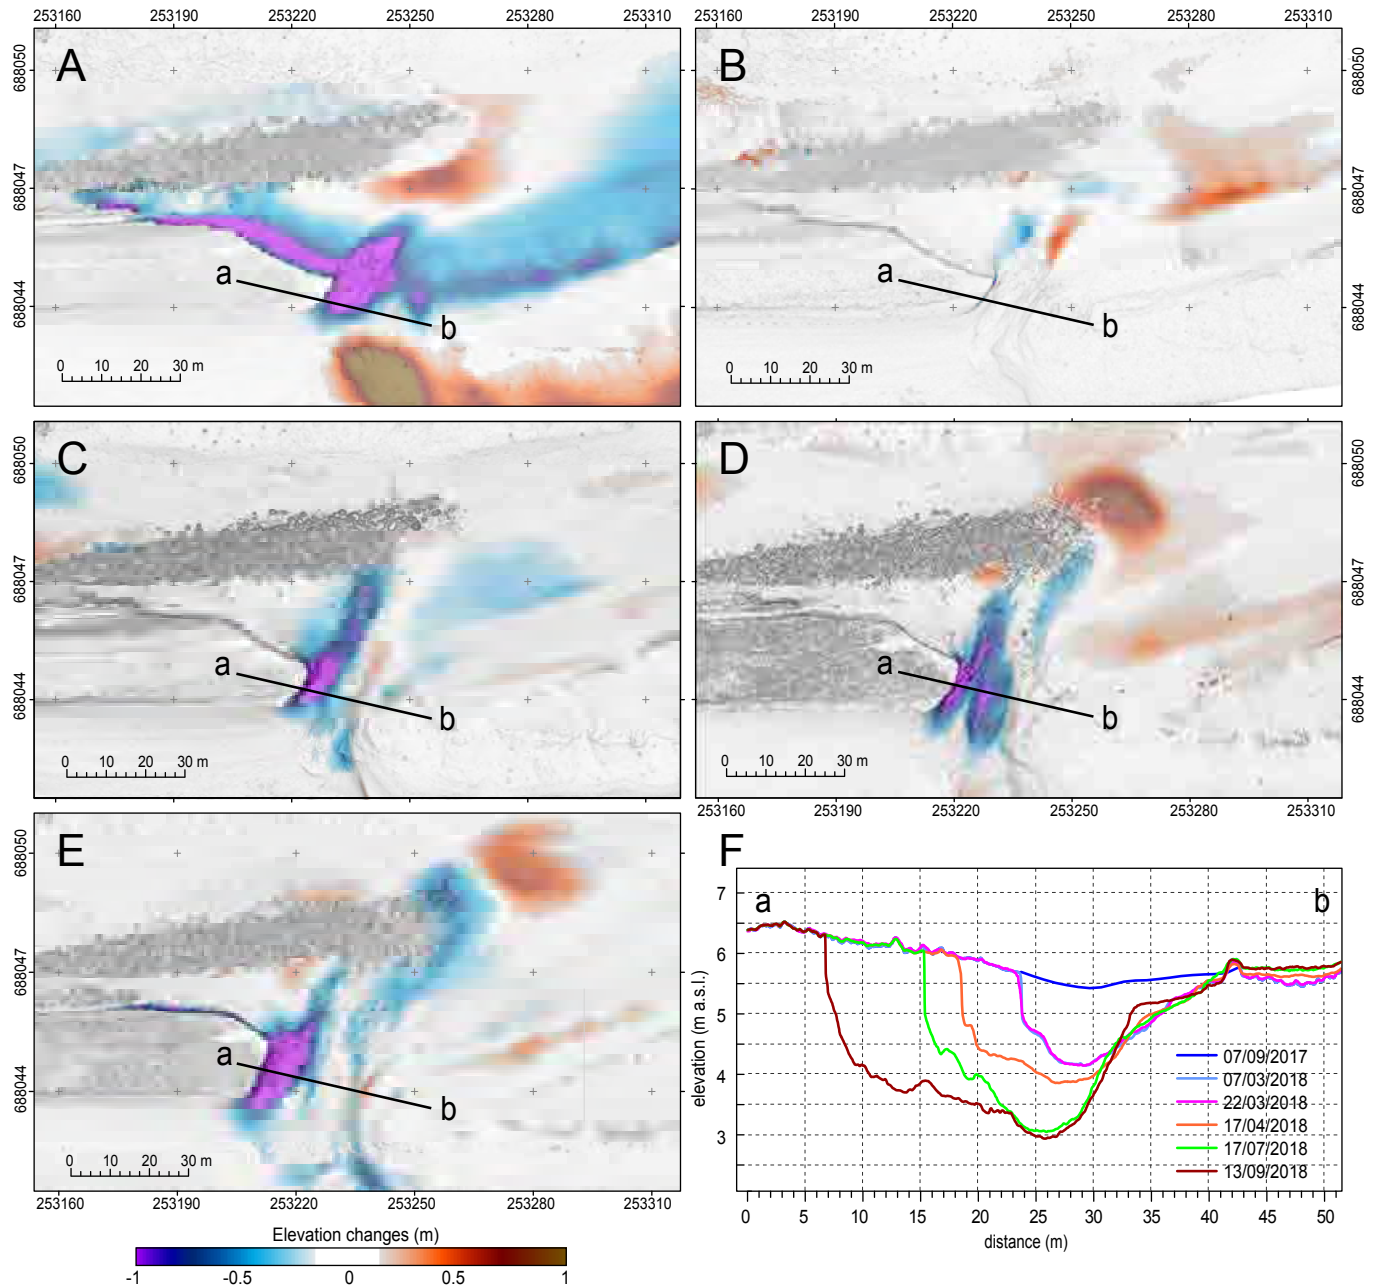 253160 253190 253220 253250 253280 253310
253160 253190 253220 253250 253280 253310
A
688050
688047
688044
a
b
0 10 20 30 m
B
688050
688047
688044
a
b
0 10 20 30 m
C
688050
688047
688044
a
b
0 10 20 30 m
D
688050
688047
688044
a
b
0 10 20 30 m
253160 253190 253220 253250 253280 253310
E
688050
688047
688044
a
b
0 10 20 30 m
253160 253190 253220 253250 253280 253310
Elevation changes (m)
-1 -0.5 0 0.5 1
F
a
b
7
6
5
4
3
elevation (m a.s.l.)
07/09/2017
07/03/2018
22/03/2018
17/04/2018
17/07/2018
13/09/2018
0 5 10 15 20 25 30 35 40 45 50
distance (m)